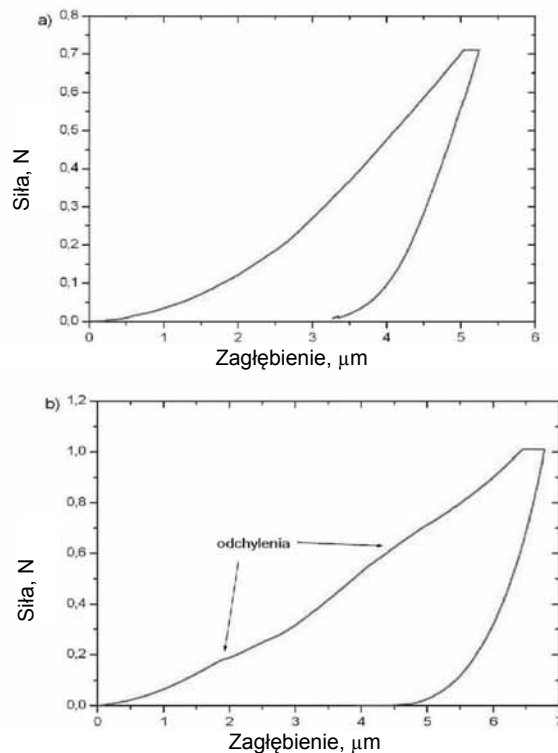 a)
0,8
0,7
0,6
0,5
0,4
0,3
0,2
0,1
0,0
Siła, N
0 1 2 3 4 5 6
Zagłębienie, μm
b)
1,2
1,0
0,8
0,6
0,4
0,2
0,0
Siła, N
odchylenia
0 1 2 3 4 5 6 7
Zagłębienie, μm